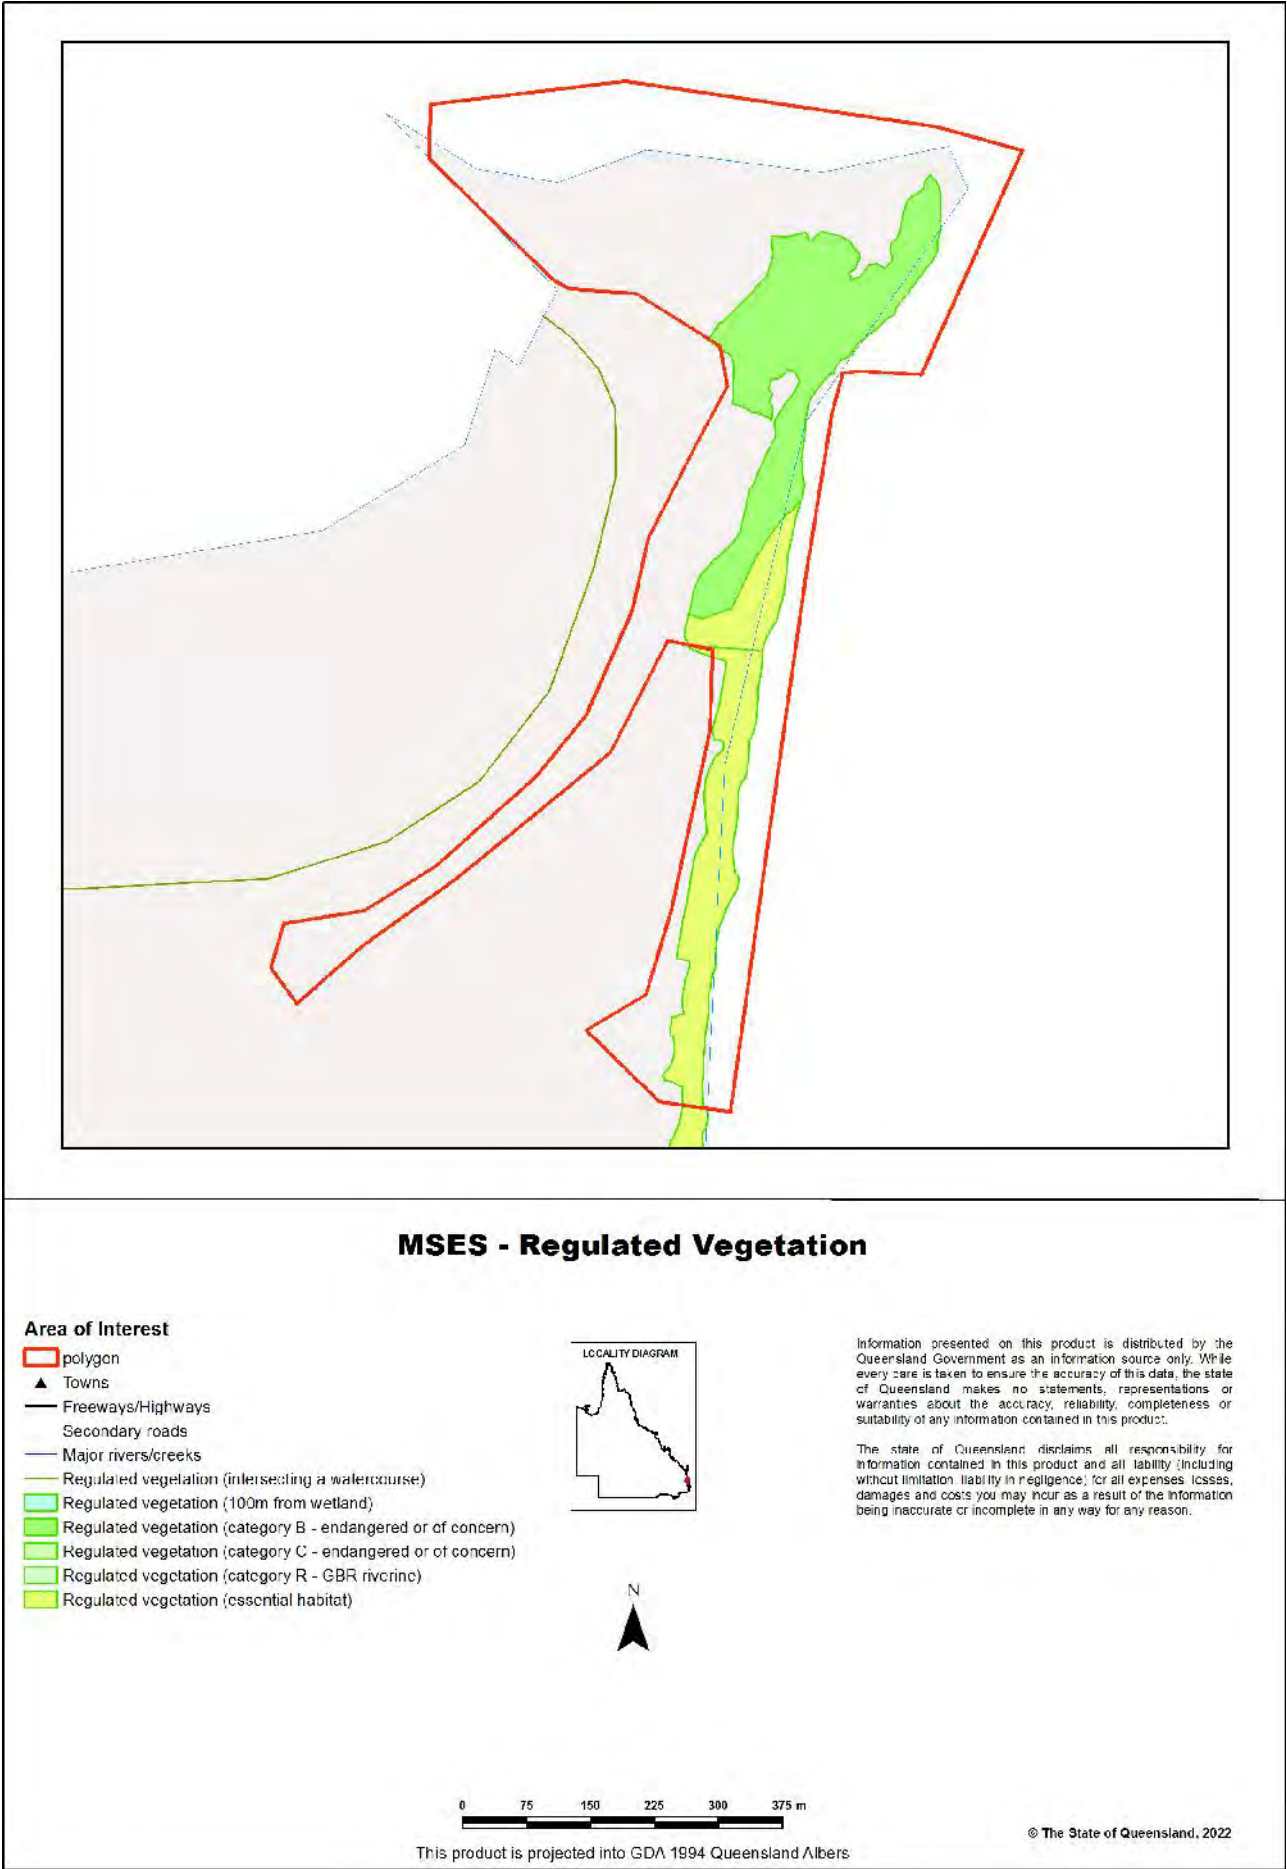 MSES - Regulated Vegetation
Area of Interest
polygon
Towns
Freeways/Highways
Secondary roads
Major rivers/creeks
Regulated vegetation (intersecting a watercourse)
Regulated vegetation (100m from wetland)
Regulated vegetation (category B - endangered or of concern)
Regulated vegetation (category C - endangered or of concern)
Regulated vegetation (category R - GBR riverine)
Regulated vegetation (essential habitat)
LOCALITY DIAGRAM
N
Information presented on this product is distributed by the
Queensland Government as an information source only. While
every care is taken to ensure the accuracy of this data, the state
of Queensland makes no statements, representations or
warranties about the accuracy, reliability, completeness or
suitability of any information contained in this product.
The state of Queensland disclaims all responsibility for
information contained in this product and all liability (including
without limitation, liability in negligence) for all expenses, losses,
damages and costs you may incur as a result of the information
being inaccurate or incomplete in any way for any reason.
0 75 150 225 300 375 m
This product is projected into GDA 1994 Queensland Albers
© The State of Queensland, 2022